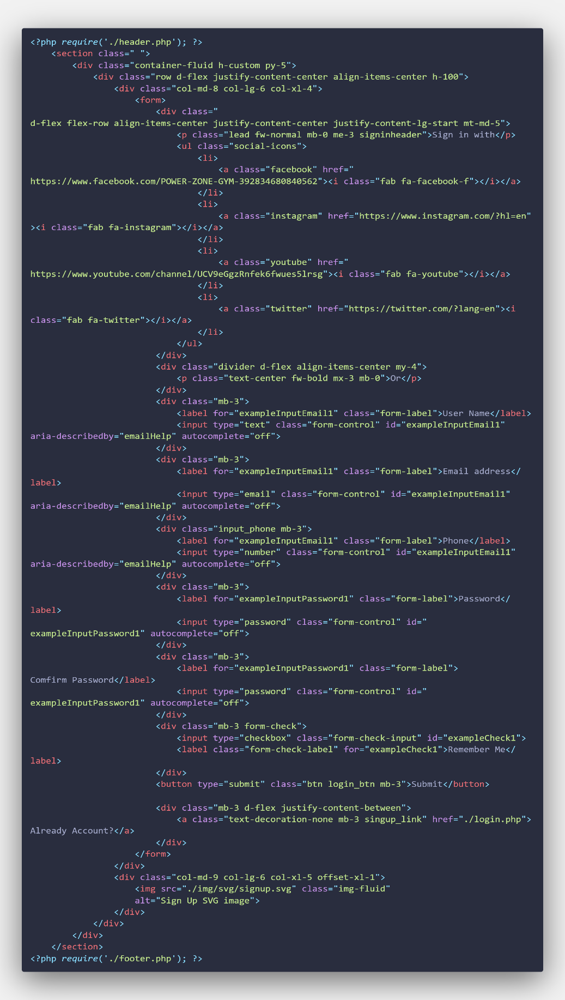 <?php require('./header.php'); ?>
    <section class=" ">
        <div class="container-fluid h-custom py-5">
            <div class="row d-flex justify-content-center align-items-center h-100">
                <div class="col-md-8 col-lg-6 col-xl-4">
                    <form>
                        <div class="
d-flex flex-row align-items-center justify-content-center justify-content-lg-start mt-md-5">
                            <p class="lead fw-normal mb-0 me-3 signinheader">Sign in with</p>
                            <ul class="social-icons">
                                <li>
                                    <a class="facebook" href="
https://www.facebook.com/POWER-ZONE-GYM-392834680840562"><i class="fab fa-facebook-f"></i></a>
                                </li>
                                <li>
                                    <a class="instagram" href="https://www.instagram.com/?hl=en"
><i class="fab fa-instagram"></i></a>
                                </li>
                                <li>
                                    <a class="youtube" href="
https://www.youtube.com/channel/UCV9eGgzRnfek6fwues5lrsg"><i class="fab fa-youtube"></i></a>
                                </li>
                                <li>
                                    <a class="twitter" href="https://twitter.com/?lang=en"><i
class="fab fa-twitter"></i></a>
                                </li>
                            </ul>
                        </div>
                        <div class="divider d-flex align-items-center my-4">
                            <p class="text-center fw-bold mx-3 mb-0">Or</p>
                        </div>
                        <div class="mb-3">
                            <label for="exampleInputEmail1" class="form-label">User Name</label>
                            <input type="text" class="form-control" id="exampleInputEmail1"
aria-describedby="emailHelp" autocomplete="off">
                        </div>
                        <div class="mb-3">
                            <label for="exampleInputEmail1" class="form-label">Email address</
label>
                            <input type="email" class="form-control" id="exampleInputEmail1"
aria-describedby="emailHelp" autocomplete="off">
                        </div>
                        <div class="input_phone mb-3">
                            <label for="exampleInputEmail1" class="form-label">Phone</label>
                            <input type="number" class="form-control" id="exampleInputEmail1"
aria-describedby="emailHelp" autocomplete="off">
                        </div>
                        <div class="mb-3">
                            <label for="exampleInputPassword1" class="form-label">Password</
label>
                            <input type="password" class="form-control" id="
exampleInputPassword1" autocomplete="off">
                        </div>
                        <div class="mb-3">
                            <label for="exampleInputPassword1" class="form-label">
Comfirm Password</label>
                            <input type="password" class="form-control" id="
exampleInputPassword1" autocomplete="off">
                        </div>
                        <div class="mb-3 form-check">
                            <input type="checkbox" class="form-check-input" id="exampleCheck1">
                            <label class="form-check-label" for="exampleCheck1">Remember Me</
label>
                        </div>
                        <button type="submit" class="btn login_btn mb-3">Submit</button>

                        <div class="mb-3 d-flex justify-content-between">
                            <a class="text-decoration-none mb-3 singup_link" href="./login.php">
Already Account?</a>
                        </div>
                    </form>
                </div>
                <div class="col-md-9 col-lg-6 col-xl-5 offset-xl-1">
                    <img src="./img/svg/signup.svg" class="img-fluid"
                    alt="Sign Up SVG image">
                </div>
            </div>
        </div>
    </section>
<?php require('./footer.php'); ?>